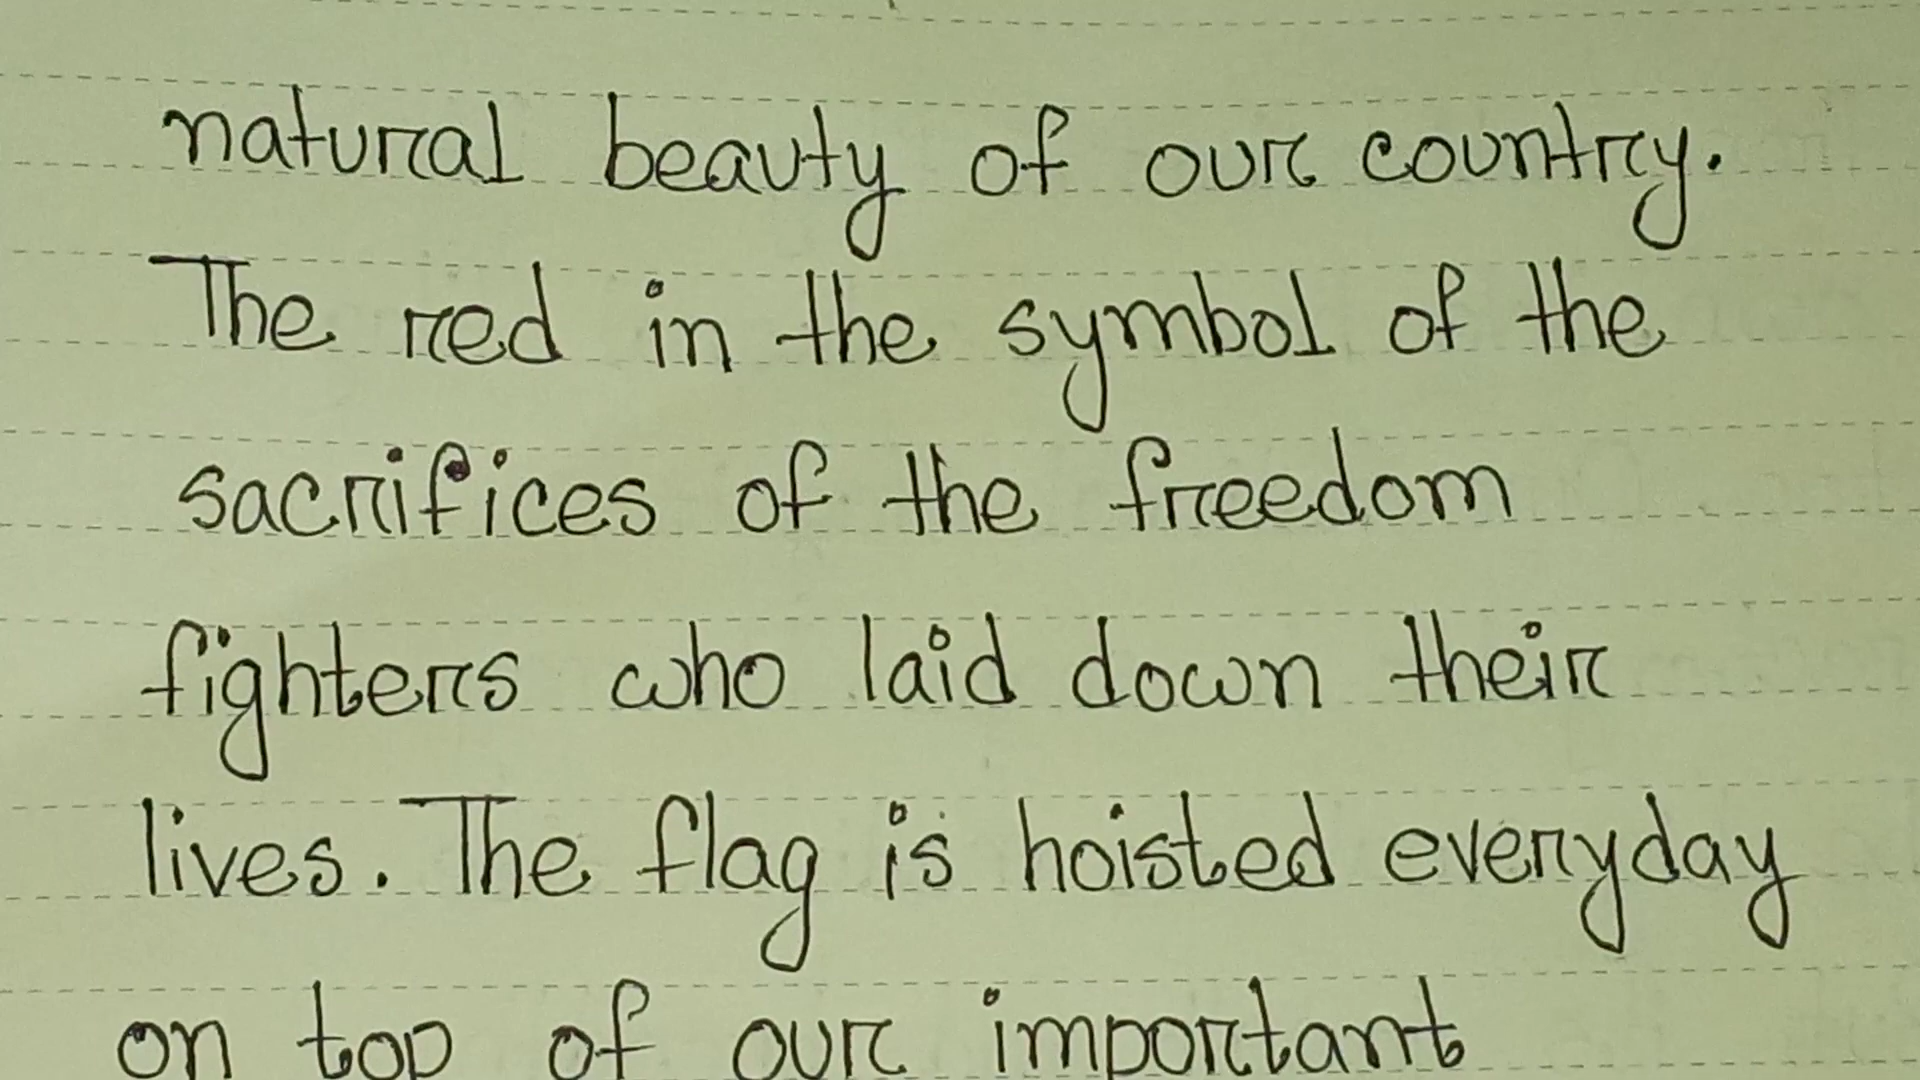 natural beauty of our country.
The red in the symbol of the
sacrifices of the freedom
fighters who laid down their
lives. The flag is hoisted everyday
on top of our important